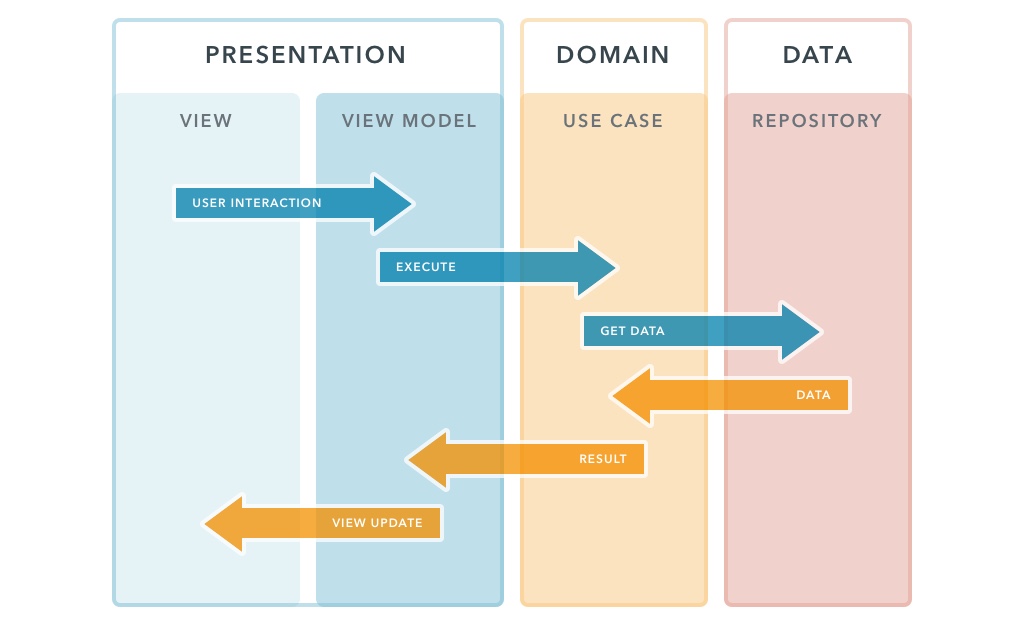 PRESENTATION
DOMAIN
DATA
VIEW
VIEW MODEL
USE CASE
REPOSITORY
USER INTERACTION
EXECUTE
GET DATA
DATA
RESULT
VIEW UPDATE